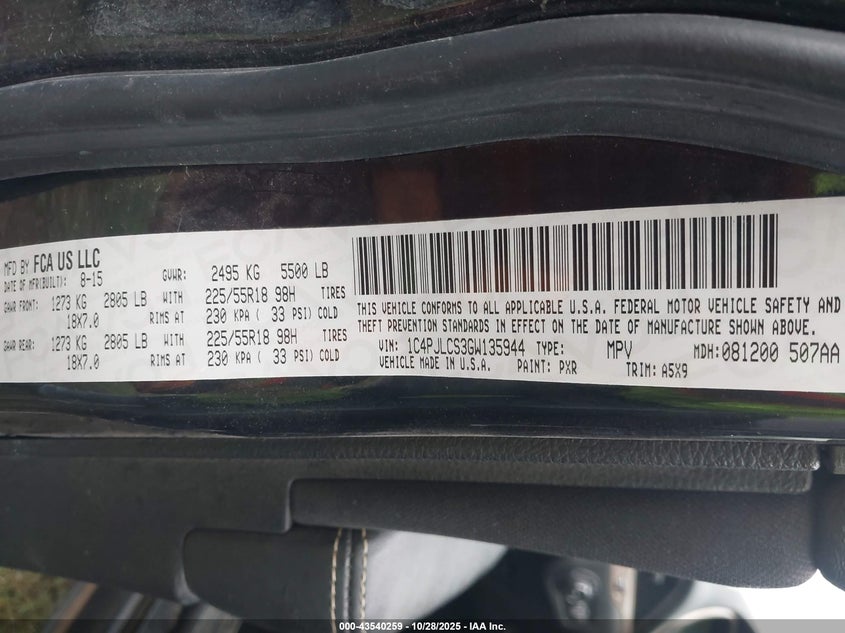 MFD BY FCA US LLC
DATE OF MFR(BUILT): 8-15 GVWR: 2495 KG 5500 LB
GAWR FRONT: 1273 KG 2805 LB WITH 225/55R18 98H TIRES
18X7.0 RIMS AT 230 KPA ( 33 PSI) COLD
GAWR REAR: 1273 KG 2805 LB WITH 225/55R18 98H TIRES
18X7.0 RIMS AT 230 KPA ( 33 PSI) COLD
THIS VEHICLE CONFORMS TO ALL APPLICABLE U.S.A. FEDERAL MOTOR VEHICLE SAFETY AND
THEFT PREVENTION STANDARDS IN EFFECT ON THE DATE OF MANUFACTURE SHOWN ABOVE.
VIN: 1C4PJLCS3GW135944 TYPE: MPV MDH:081200 507AA
VEHICLE MADE IN U.S.A. PAINT: PXR TRIM: A5X9
000-43540259 - 10/28/2025 - IAA Inc.